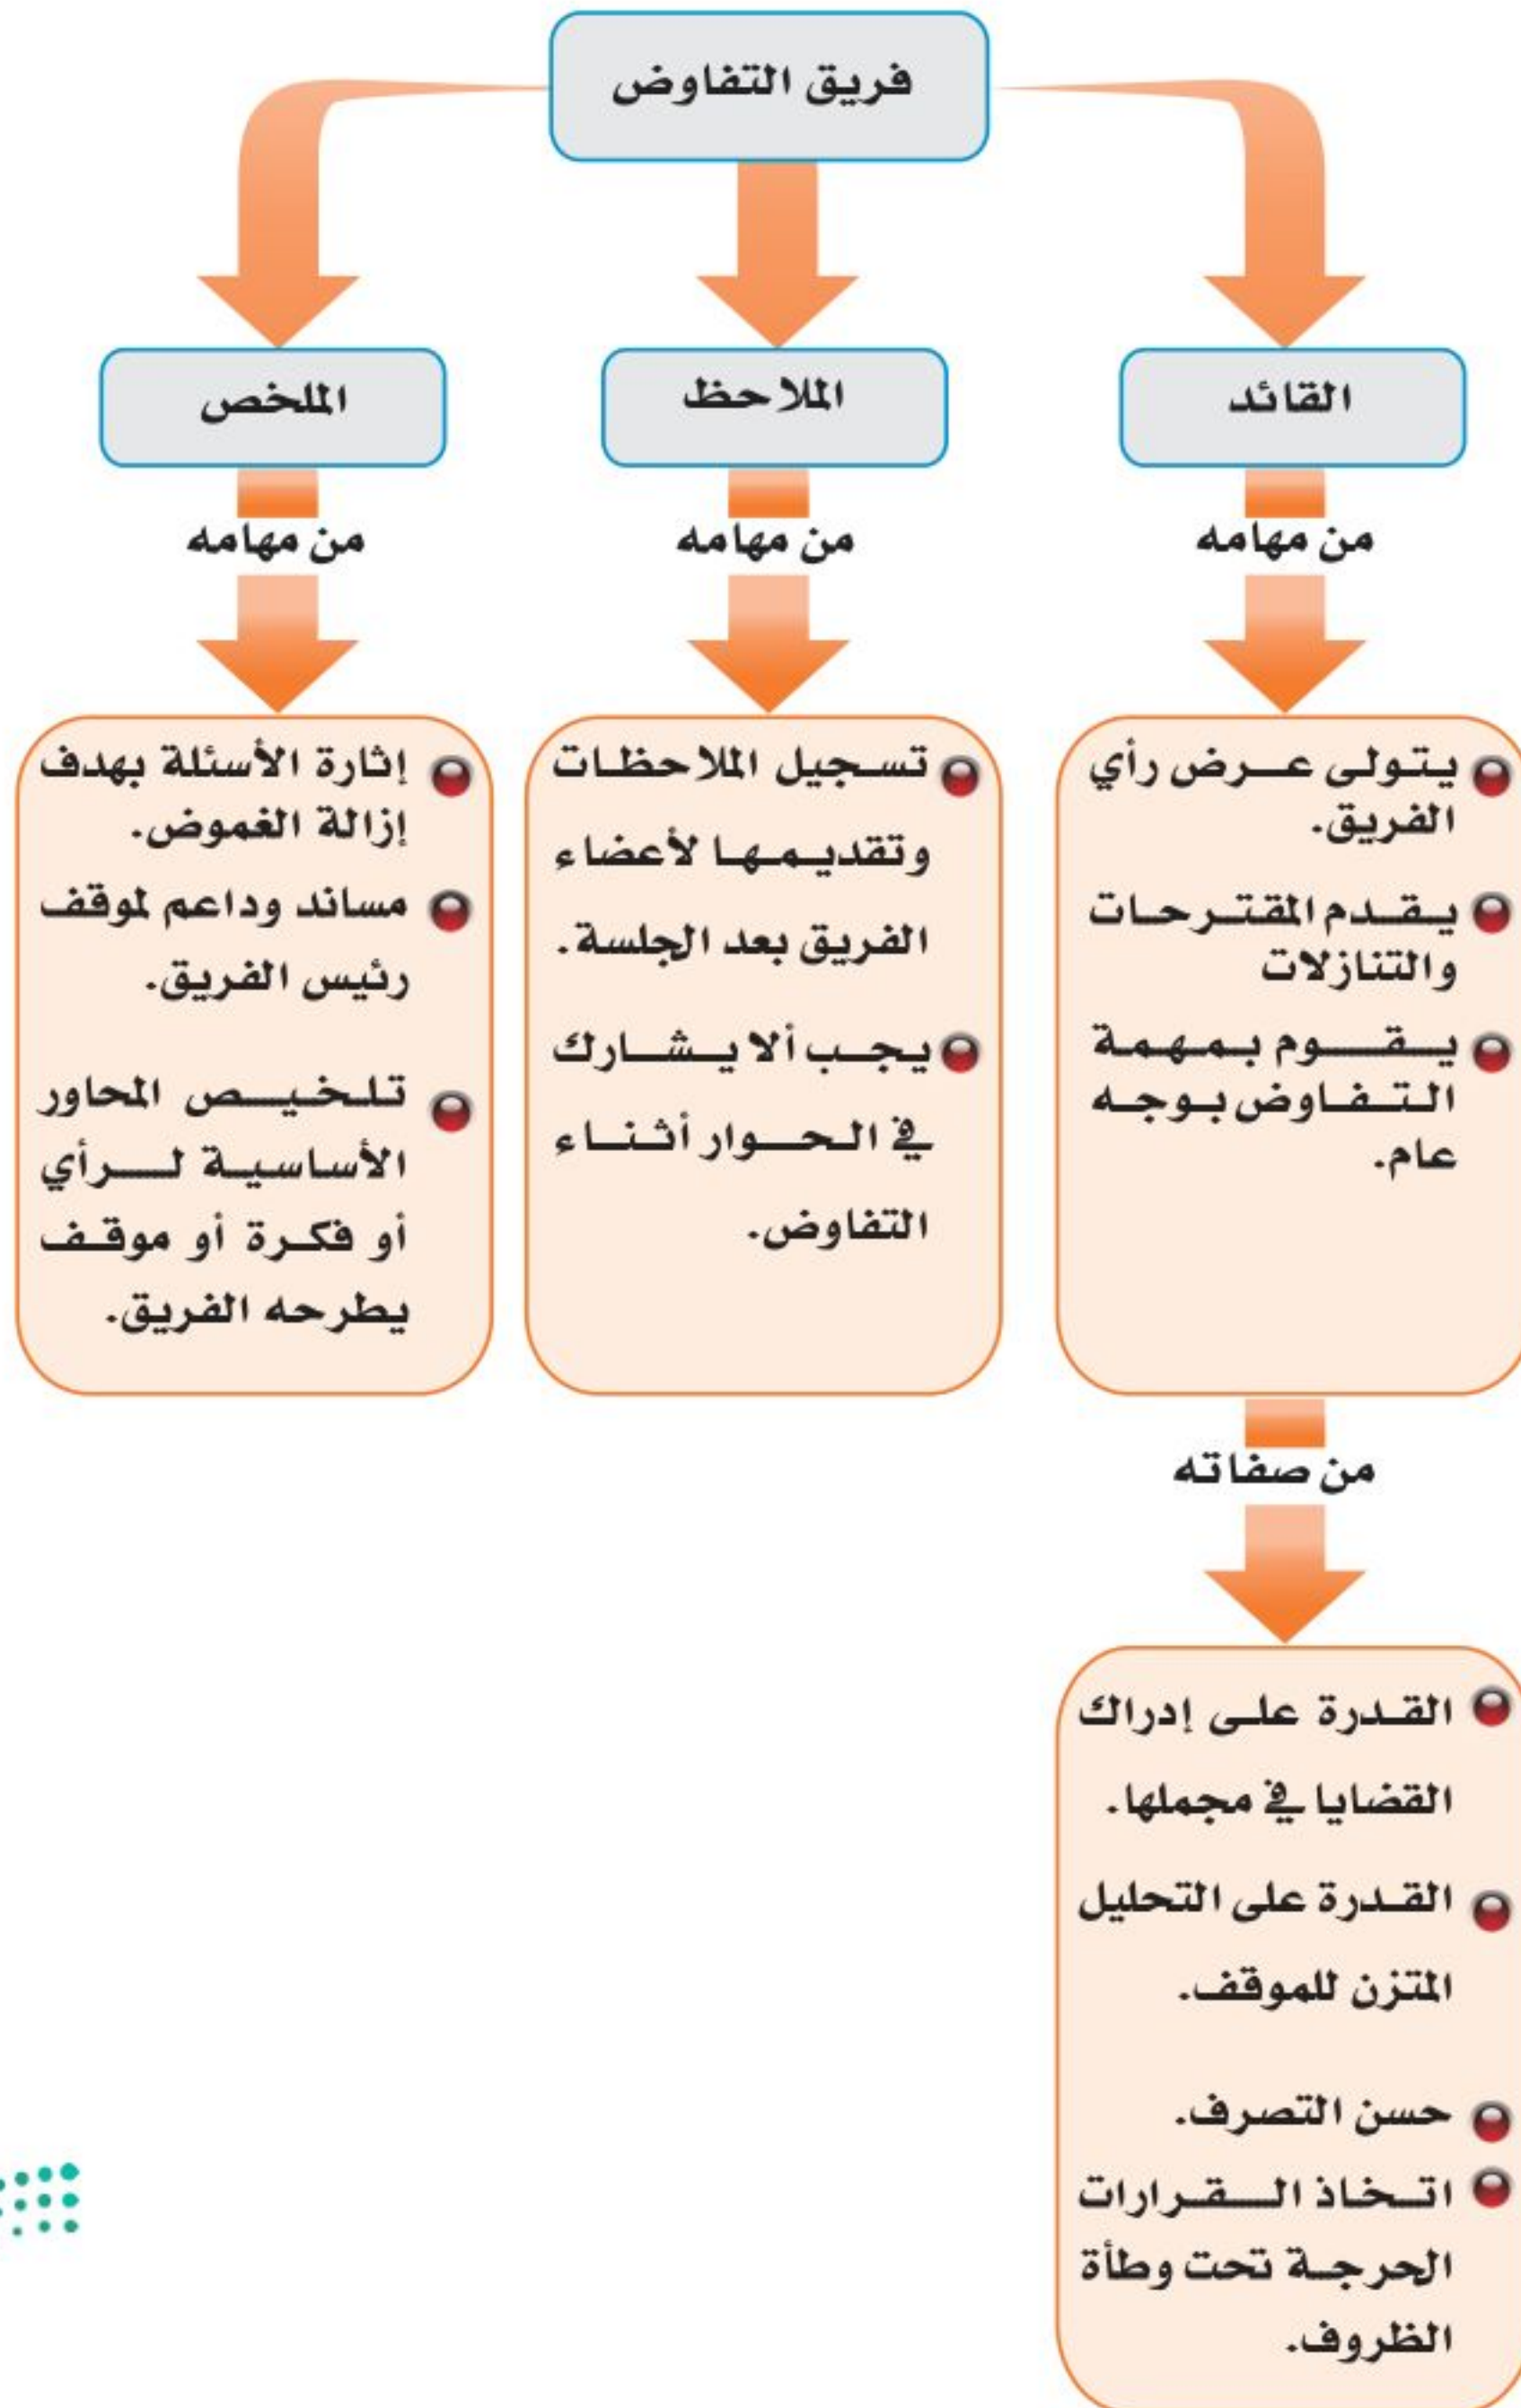 فريق التفاوض
القائد
الملاحظ
الملخص
من مهامه
من مهامه
من مهامه
يتولى عرض رأي
الفريق.
يقدم المقترحات
والتنازلات
يقوم بمهمة
التفاوض بوجه
عام.
تسجيل الملاحظات
وتقديمها لأعضاء
الفريق بعد الجلسة.
يجب ألا يشارك
في الحوار أثناء
التفاوض.
إثارة الأسئلة بهدف
إزالة الغموض.
مساند وداعم لموقف
رئيس الفريق.
تلخيص المحاور
الأساسية لرأي
أو فكرة أو موقف
يطرحه الفريق.
من صفاته
القدرة على إدراك
القضايا في مجملها.
القدرة على التحليل
المتزن للموقف.
حسن التصرف.
اتخاذ القرارات
الحرجة تحت وطأة
الظروف.